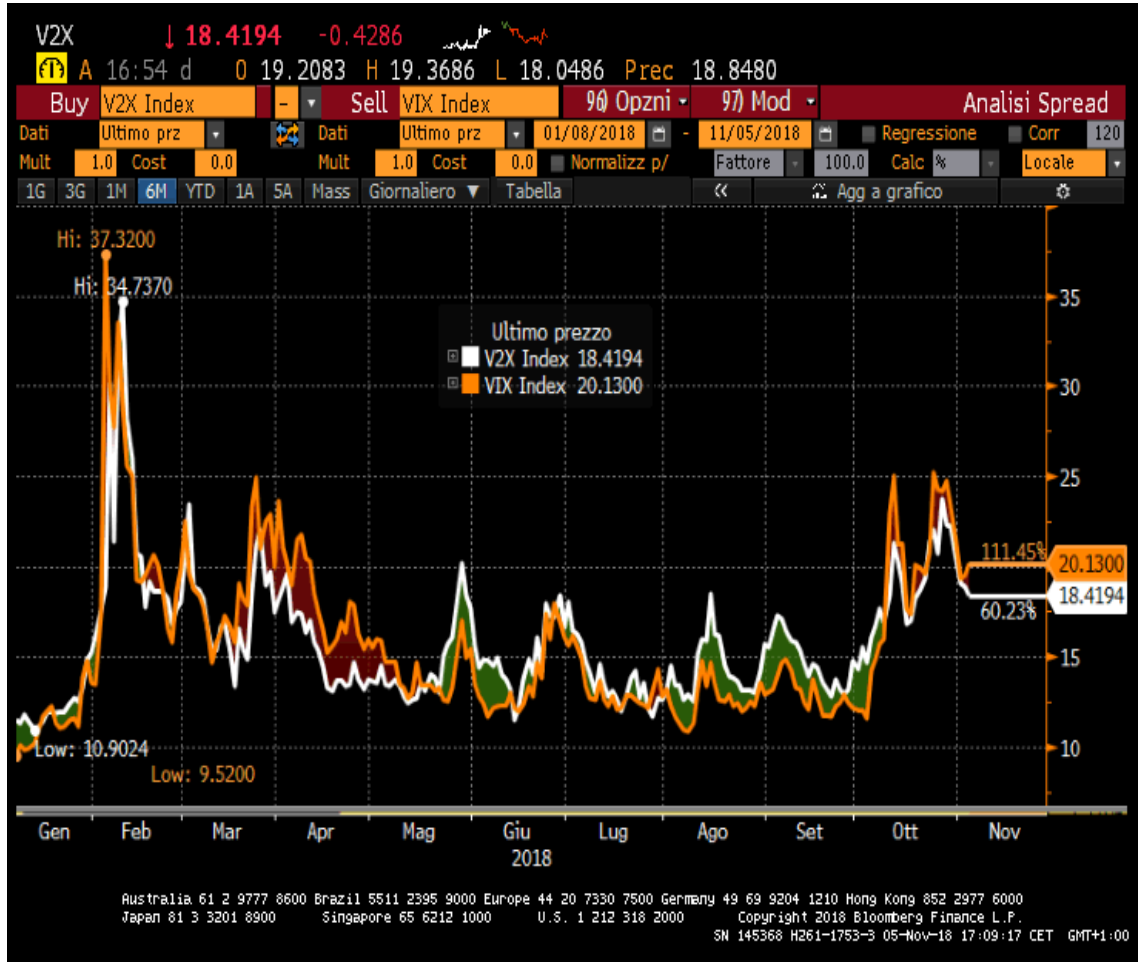 V2X ↓ 18.4194 -0.4286
A 16:54 d O 19.2083 H 19.3686 L 18.0486 Prec 18.8480
Buy V2X Index - Sell VIX Index 96) Opzni 97) Mod Analisi Spread
Dati Ultimo prz Dati Ultimo prz 01/08/2018 - 11/05/2018 Regressione Corr 120
Mult 1.0 Cost 0.0 Mult 1.0 Cost 0.0 Normalizz p/ Fattore 100.0 Calc % Locale
1G 3G 1M 6M YTD 1A 5A Mass Giornaliero ▼ Tabella « Agg a grafico
Hi: 37.3200
Hi: 34.7370
35
Ultimo prezzo
V2X Index 18.4194
VIX Index 20.1300
30
25
111.45%
20.1300
18.4194
60.23%
15
Low: 10.9024
10
Low: 9.5200
Gen Feb Mar Apr Mag Giu Lug Ago Set Ott Nov
2018
Australia 61 2 9777 8600 Brazil 5511 2395 9000 Europe 44 20 7330 7500 Germany 49 69 9204 1210 Hong Kong 852 2977 6000
Japan 81 3 3201 8900 Singapore 65 6212 1000 U.S. 1 212 318 2000 Copyright 2018 Bloomberg Finance L.P.
SN 145368 H261-1753-3 05-Nov-18 17:09:17 CET GMT+1:00